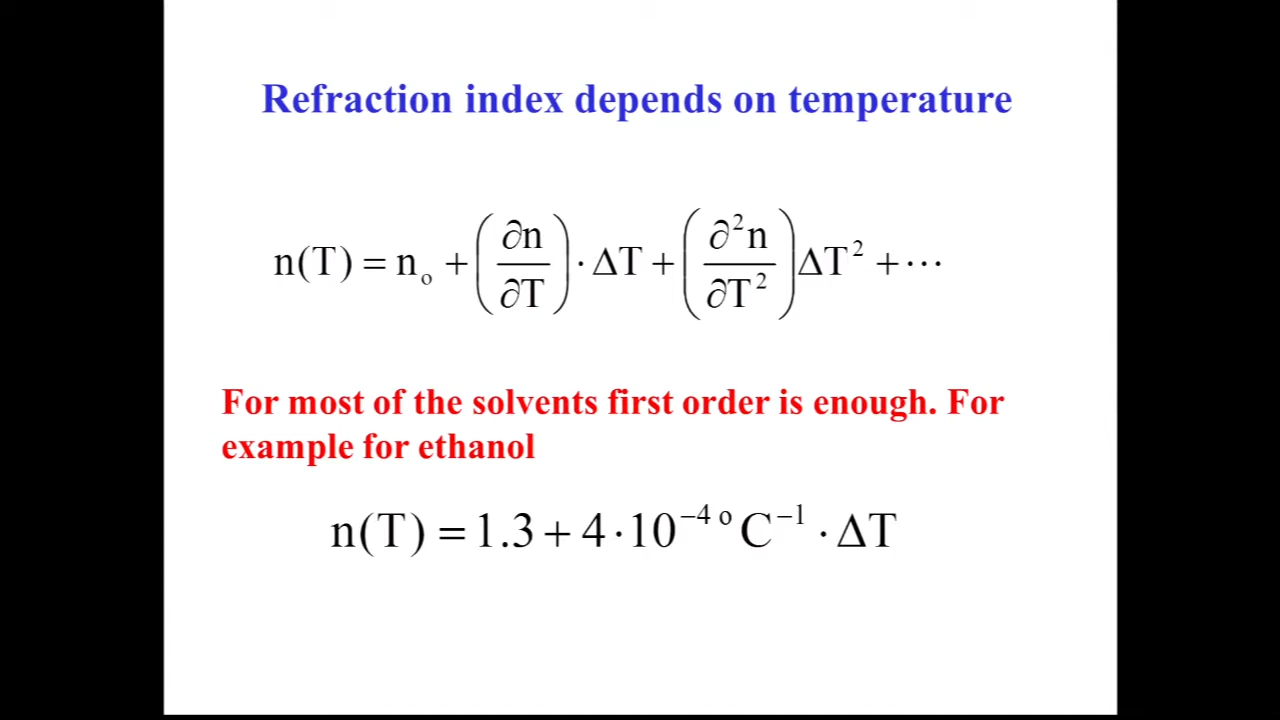 Refraction index depends on temperature
n(T) = n₀ + (∂n/∂T) · ΔT + (∂²n/∂T²) ΔT² + ⋯
For most of the solvents first order is enough. For
example for ethanol
n(T) = 1.3 + 4·10⁻⁴ °C⁻¹ · ΔT